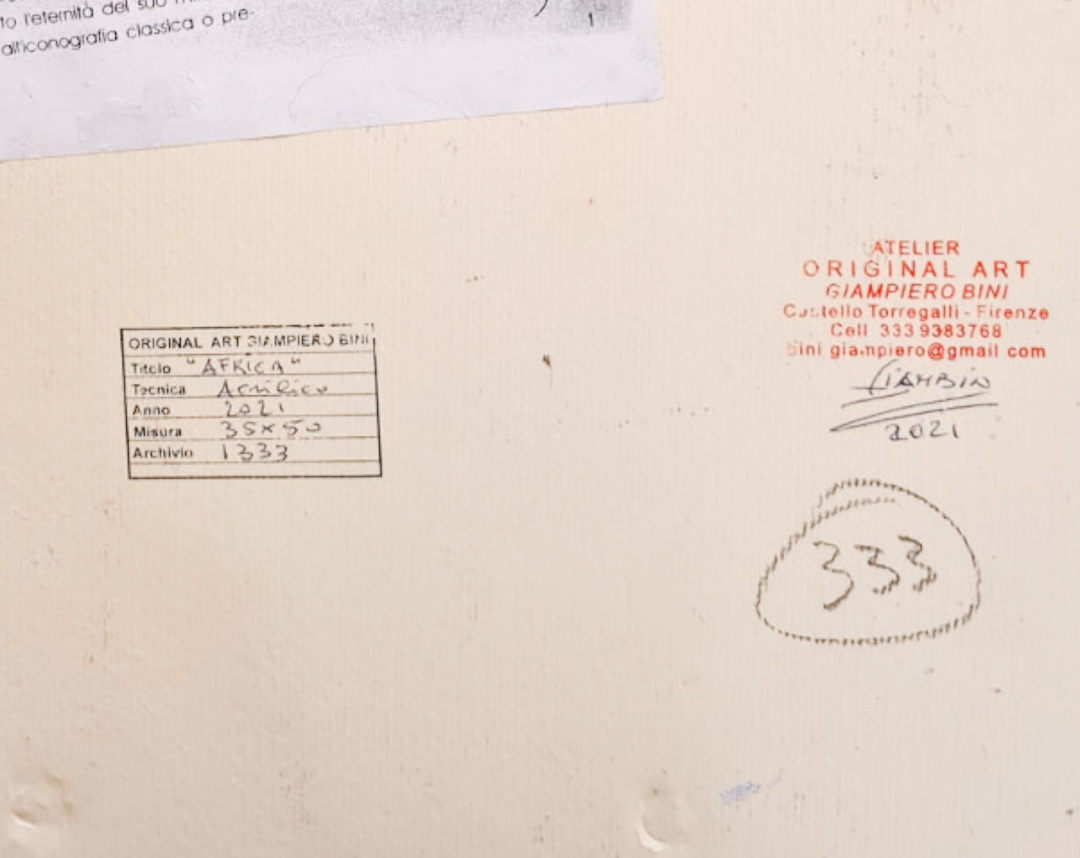 to l'eternità del suo
all'iconografia classica o pre-
1
ATELIER
ORIGINAL ART
GIAMPIERO BINI
Castello Torregalli - Firenze
Cell 333 9383768
bini giampiero@gmail com
GIAMBIN
2021
333
ORIGINAL ART GIAMPIERO BINI
Titolo "AFRICA"
Tecnica Acrilico
Anno 2021
Misura 35x50
Archivio 1333